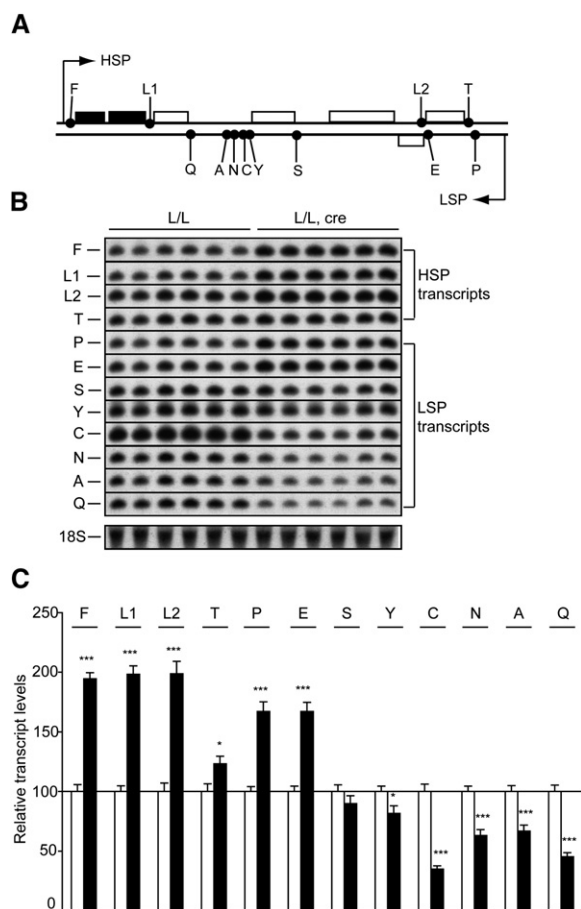 A
HSP
F L1 L2 T
Q A N C Y S E P
LSP
B
L/L L/L, cre
F
L1
L2
T
HSP
transcripts
P
E
S
Y
C
N
A
Q
LSP
transcripts
18S
C
F L1 L2 T P E S Y C N A Q
Relative transcript levels
250
200
150
100
50
0
*** *** *** * *** *** * *** *** *** ***